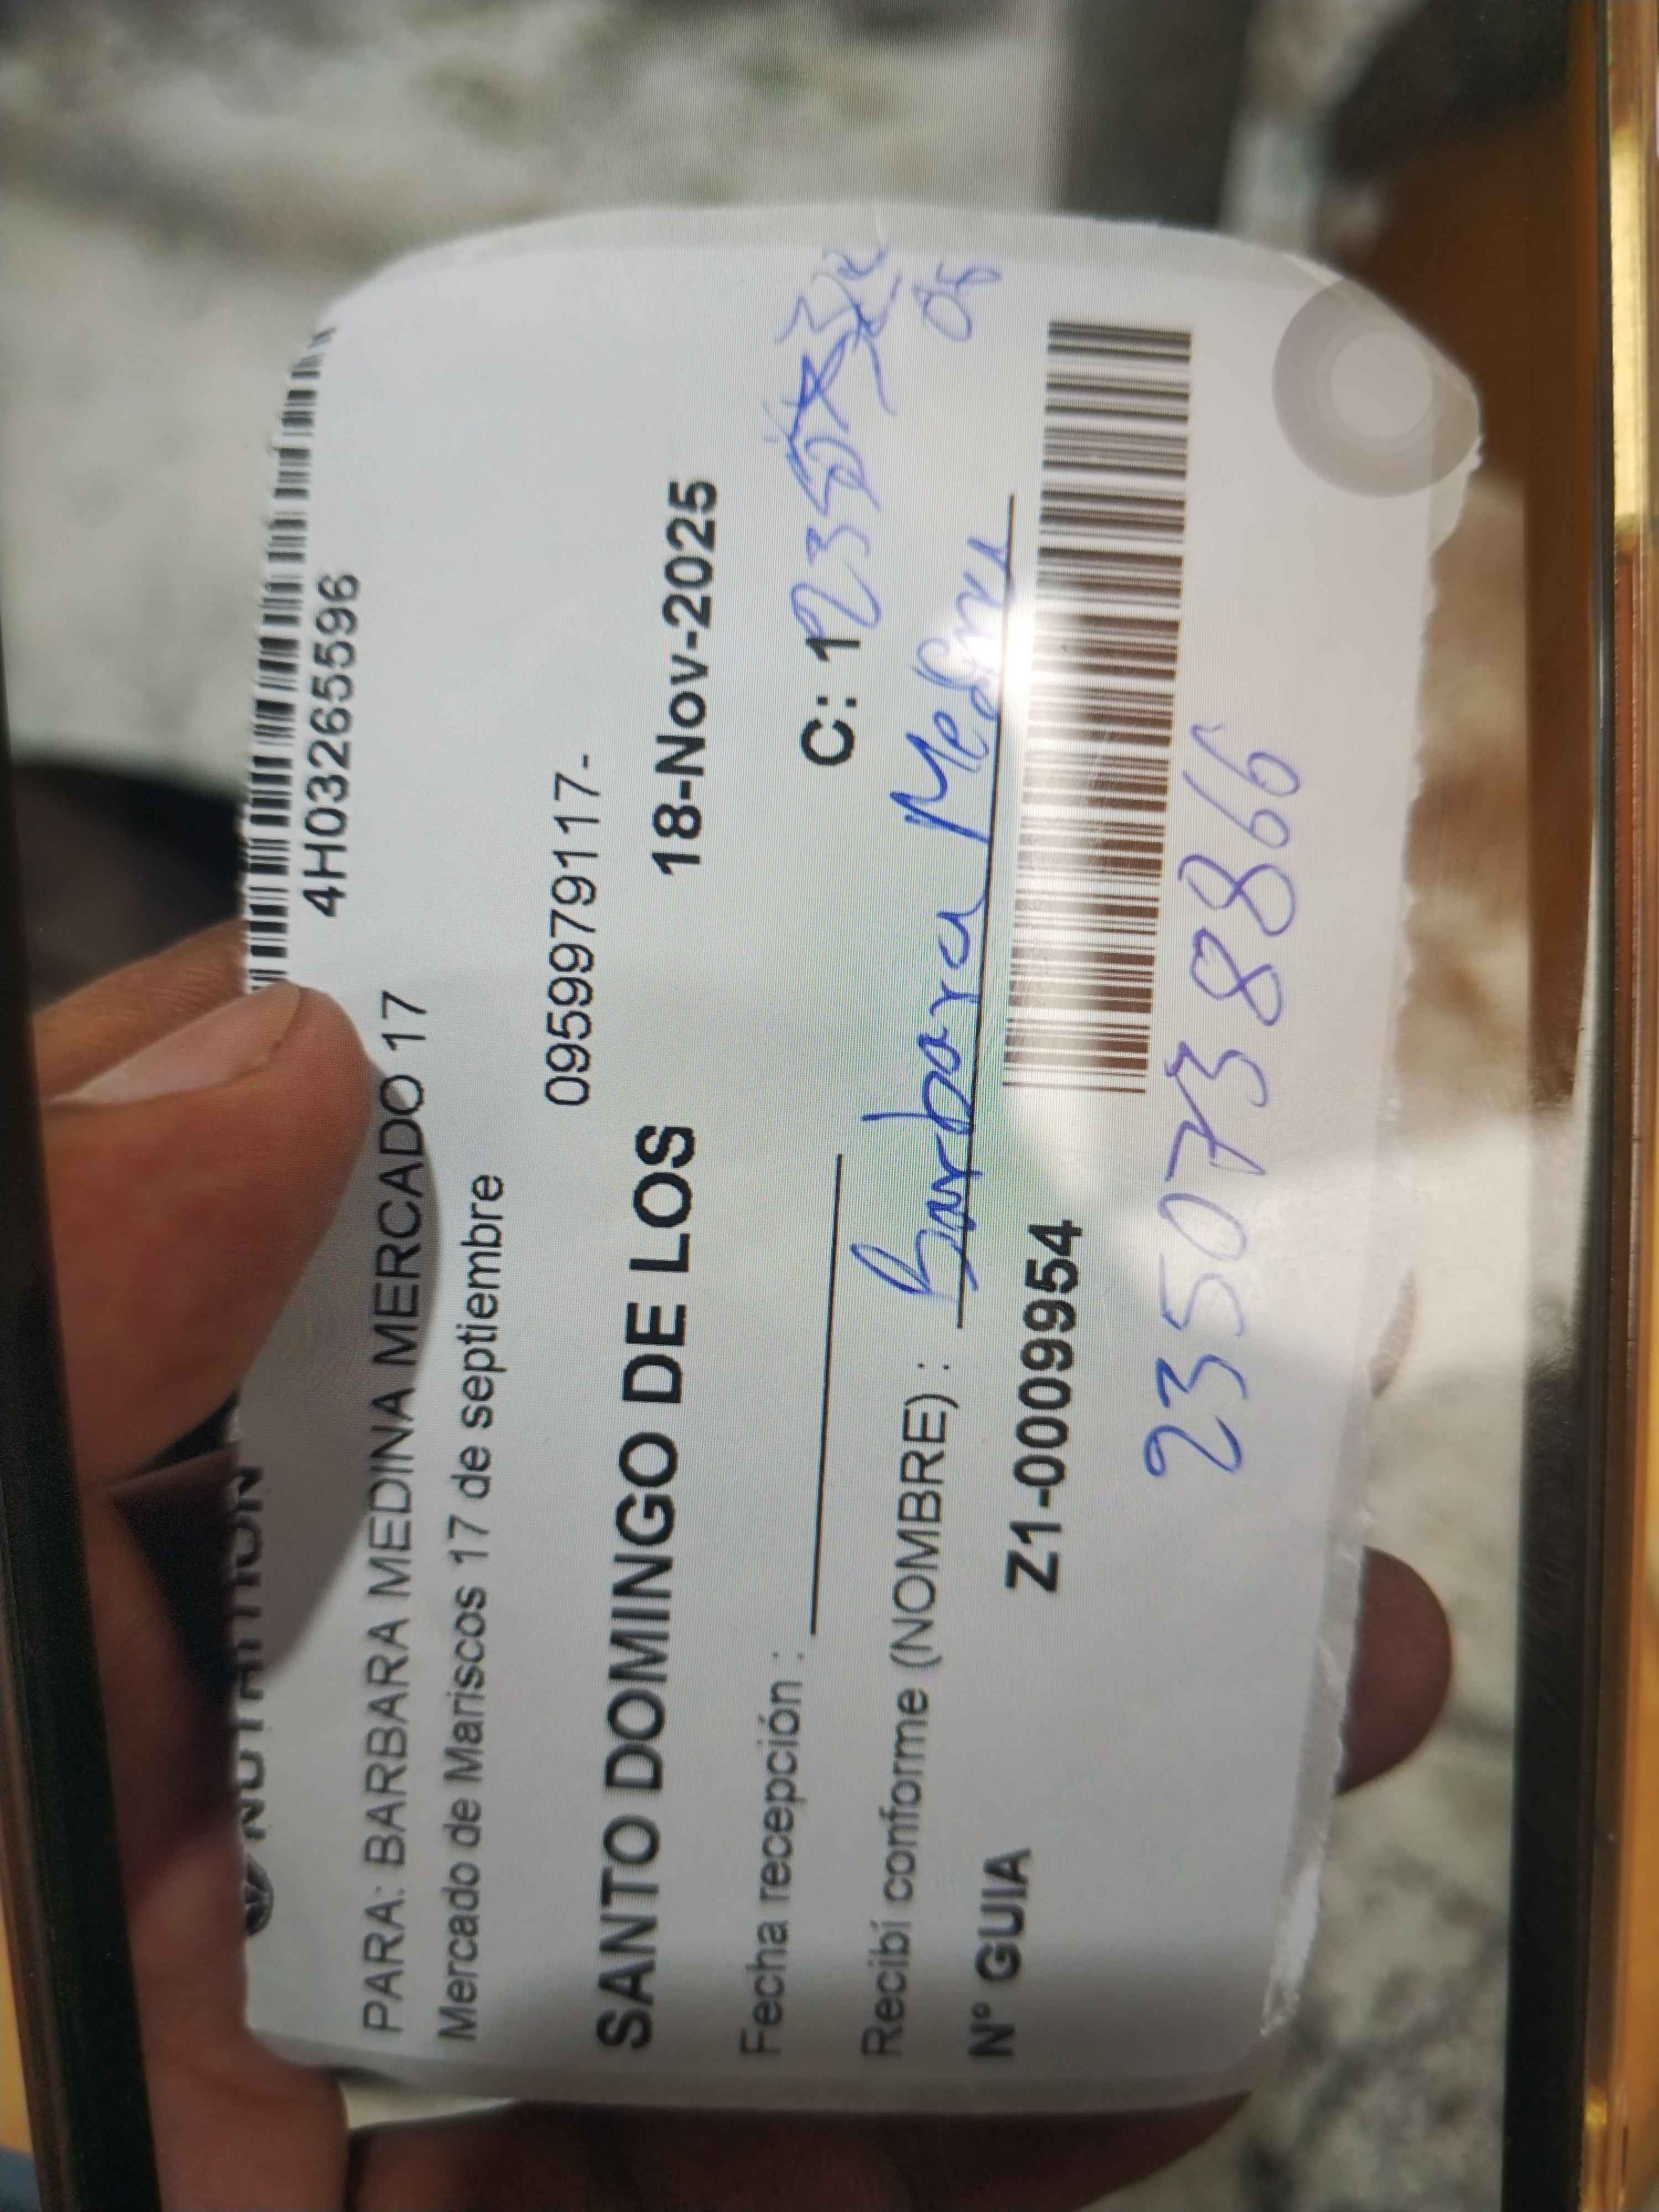 4H03265596
PARA: BARBARA MEDINA MERCADO 17
Mercado de Mariscos 17 de septiembre
0959979117-
SANTO DOMINGO DE LOS 18-Nov-2025
Fecha recepción : C: 1
Recibí conforme (NOMBRE) : Barbara Medina
08
N° GUIA Z1-0009954
2350738866